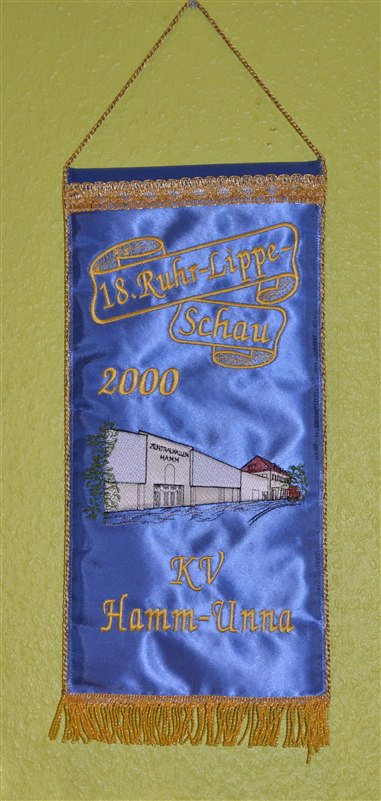 18. Ruhr-Lippe-
Schau
2000
ZENTRALHALLEN
HAMM
KV
Hamm-Unna